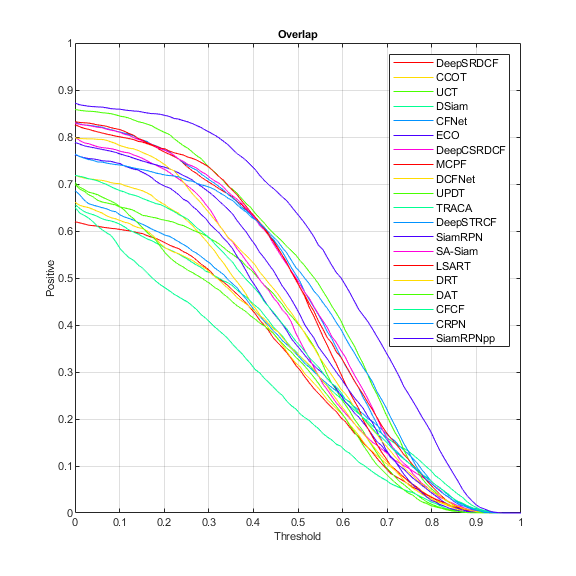 Overlap
1
0.9
0.8
0.7
0.6
0.5
0.4
0.3
0.2
0.1
0
Positive
0
0.1
0.2
0.3
0.4
0.5
0.6
0.7
0.8
0.9
1
Threshold
DeepSRDCF
CCOT
UCT
DSiam
CFNet
ECO
DeepCSRDCF
MCPF
DCFNet
UPDT
TRACA
DeepSTRCF
SiamRPN
SA-Siam
LSART
DRT
DAT
CFCF
CRPN
SiamRPNpp